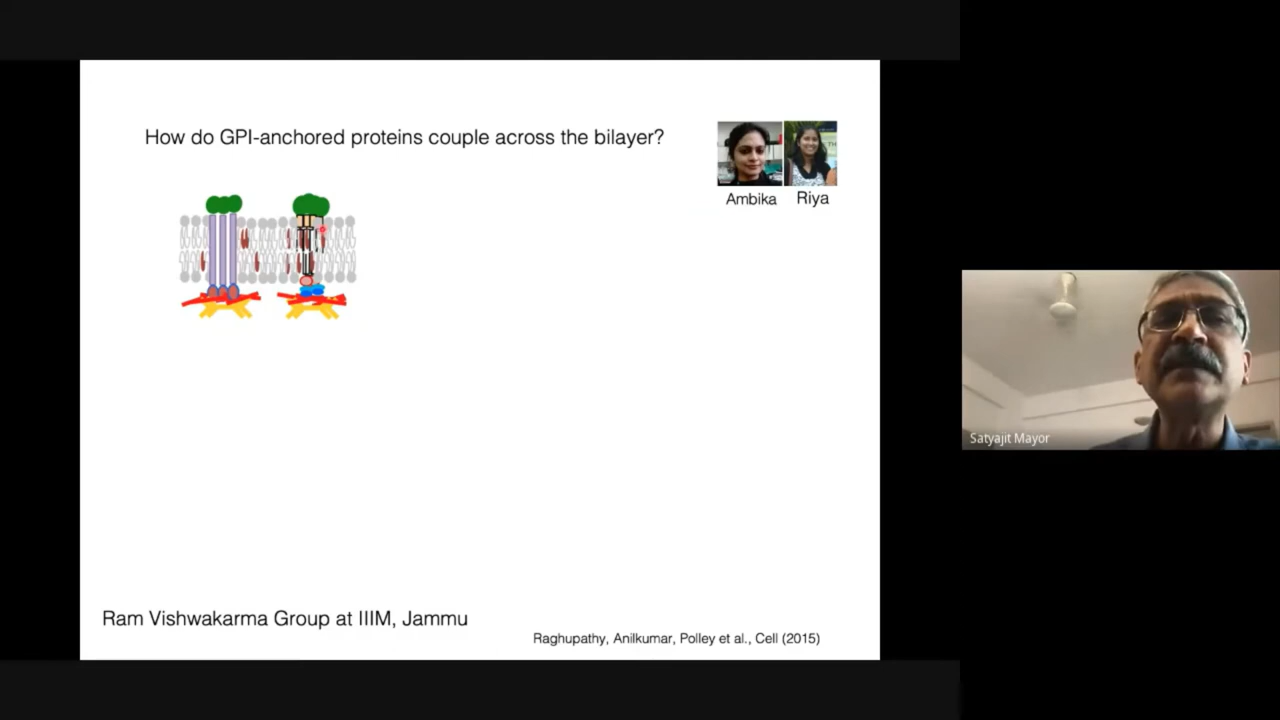 How do GPI-anchored proteins couple across the bilayer?
Ambika Riya
Satyajit Mayor
Ram Vishwakarma Group at IIIM, Jammu
Raghupathy, Anilkumar, Polley et al., Cell (2015)